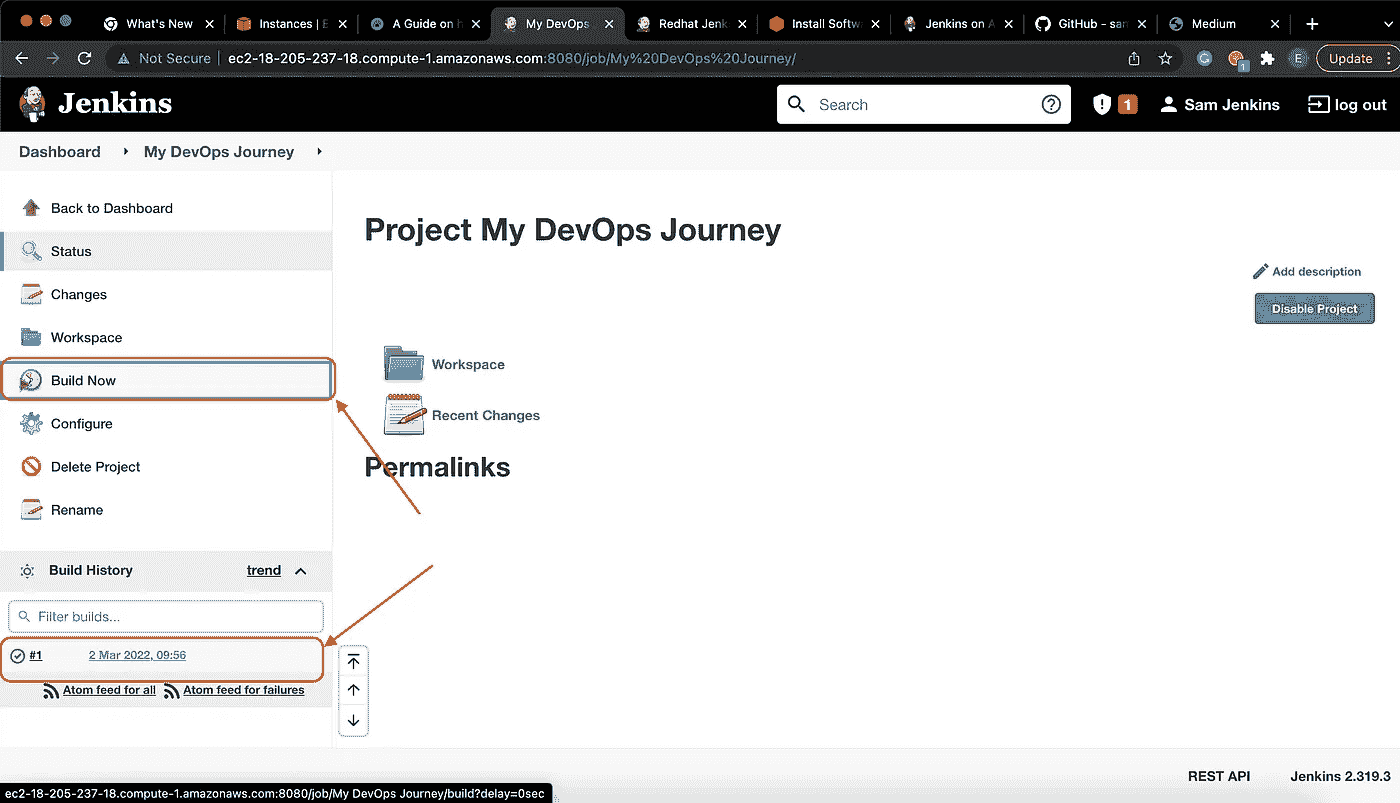 What's New
Instances | E
A Guide on h
My DevOps
Redhat Jenk
Install Softw
Jenkins on A
GitHub - sam
Medium
Not Secure
ec2-18-205-237-18.compute-1.amazonaws.com:8080/job/My%20DevOps%20Journey/
1
E
Update
Jenkins
Search
1
Sam Jenkins
log out
Dashboard
My DevOps Journey
Back to Dashboard
Status
Changes
Workspace
Build Now
Configure
Delete Project
Rename
Build History
trend
Filter builds...
#1 2 Mar 2022, 09:56
Atom feed for all
Atom feed for failures
Project My DevOps Journey
Add description
Disable Project
Workspace
Recent Changes
Permalinks
REST API
Jenkins 2.319.3
ec2-18-205-237-18.compute-1.amazonaws.com:8080/job/My DevOps Journey/build?delay=0sec